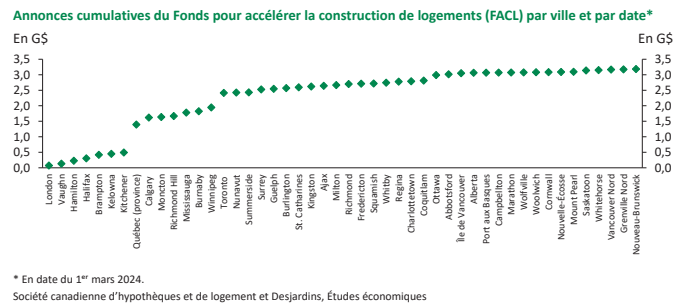 Annonces cumulatives du Fonds pour accélérer la construction de logements (FACL) par ville et par date*
En G$ En G$
3,5 3,5
3,0 3,0
2,5 2,5
2,0 2,0
1,5 1,5
1,0 1,0
0,5 0,5
0,0 0,0
London
Vaughn
Hamilton
Halifax
Brampton
Kelowna
Kitchener
Québec (province)
Calgary
Moncton
Richmond Hill
Mississauga
Burnaby
Winnipeg
Toronto
Nunavut
Summerside
Surrey
Guelph
Burlington
St. Catharines
Kingston
Ajax
Milton
Richmond
Fredericton
Squamish
Whitby
Regina
Charlottetown
Coquitlam
Ottawa
Abbotsford
Île de Vancouver
Alberta
Port aux Basques
Campbellton
Marathon
Wolfville
Woolwich
Cornwall
Nouvelle-Écosse
Mount Pearl
Saskatoon
Whitehorse
Vancouver Nord
Grenville Nord
Nouveau-Brunswick
* En date du 1er mars 2024.
Société canadienne d'hypothèques et de logement et Desjardins, Études économiques